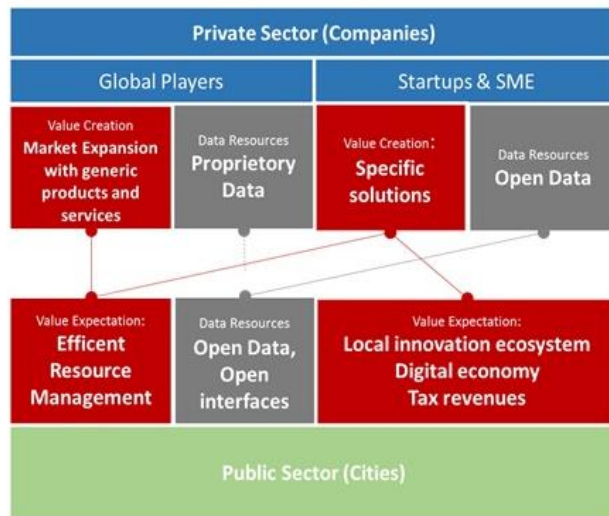 Private Sector (Companies)
Global Players
Startups & SME
Value Creation
Market Expansion
with generic
products and
services
Data Resources
Proprietory
Data
Value Creation:
Specific
solutions
Data Resources
Open Data
Value Expectation:
Efficent
Resource
Management
Data Resources
Open Data,
Open
interfaces
Value Expectation:
Local innovation ecosystem
Digital economy
Tax revenues
Public Sector (Cities)